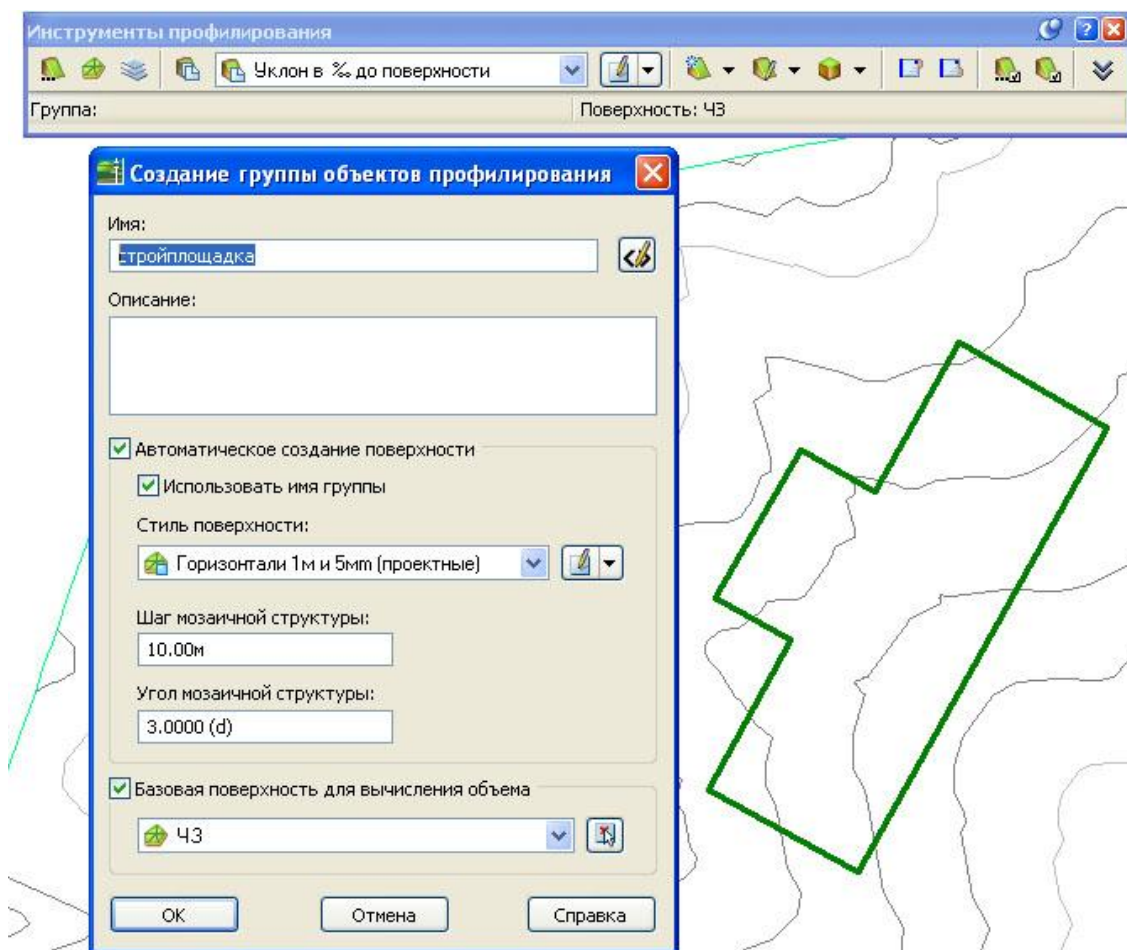 Инструменты профилирования
Уклон в ‰ до поверхности
Группа:
Поверхность: ЧЗ
Создание группы объектов профилирования
Имя:
стройплощадка
Описание:
Автоматическое создание поверхности
Использовать имя группы
Стиль поверхности:
Горизонтали 1м и 5mm (проектные)
Шаг мозаичной структуры:
10.00м
Угол мозаичной структуры:
3.0000 (d)
Базовая поверхность для вычисления объема
ЧЗ
ОК
Отмена
Справка